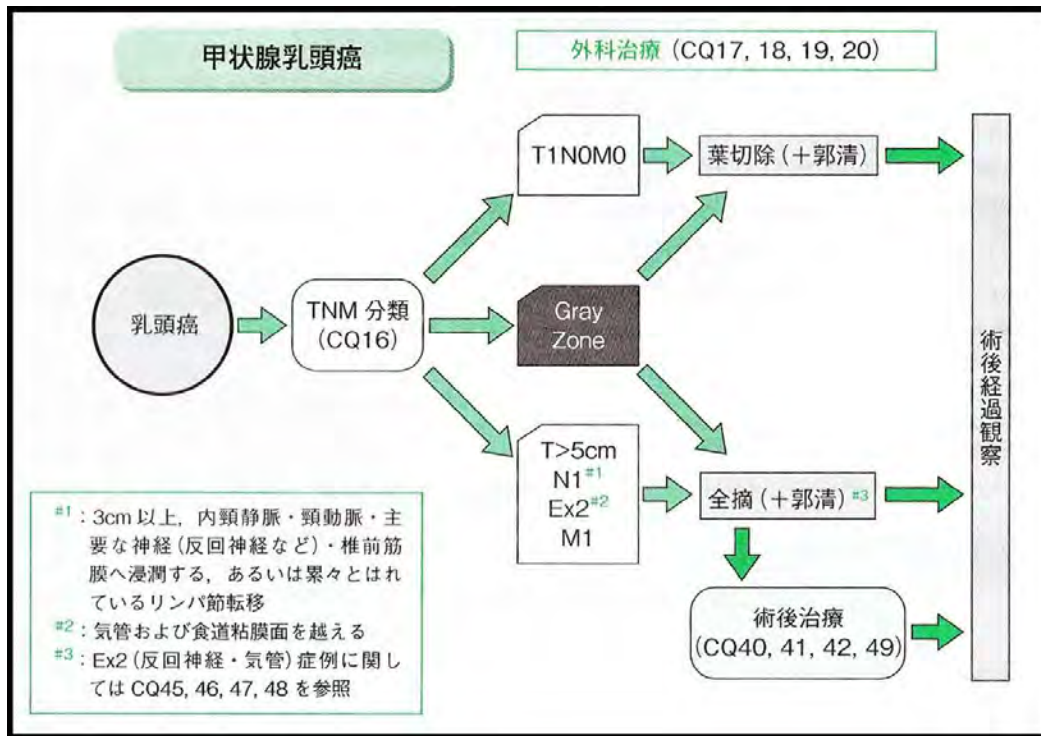 甲状腺乳頭癌
外科治療 (CQ17, 18, 19, 20)
T1N0M0
葉切除 (+郭清)
乳頭癌
TNM 分類
(CQ16)
Gray
Zone
T>5cm
N1#1
Ex2#2
M1
全摘 (+郭清) #3
術後治療
(CQ40, 41, 42, 49)
術後経過観察
#1:3cm 以上,内頸静脈・頸動脈・主
要な神経(反回神経など)・椎前筋
膜へ浸潤する,あるいは累々とはれ
ているリンパ節転移
#2:気管および食道粘膜面を越える
#3:Ex2 (反回神経・気管) 症例に関し
ては CQ45, 46, 47, 48 を参照